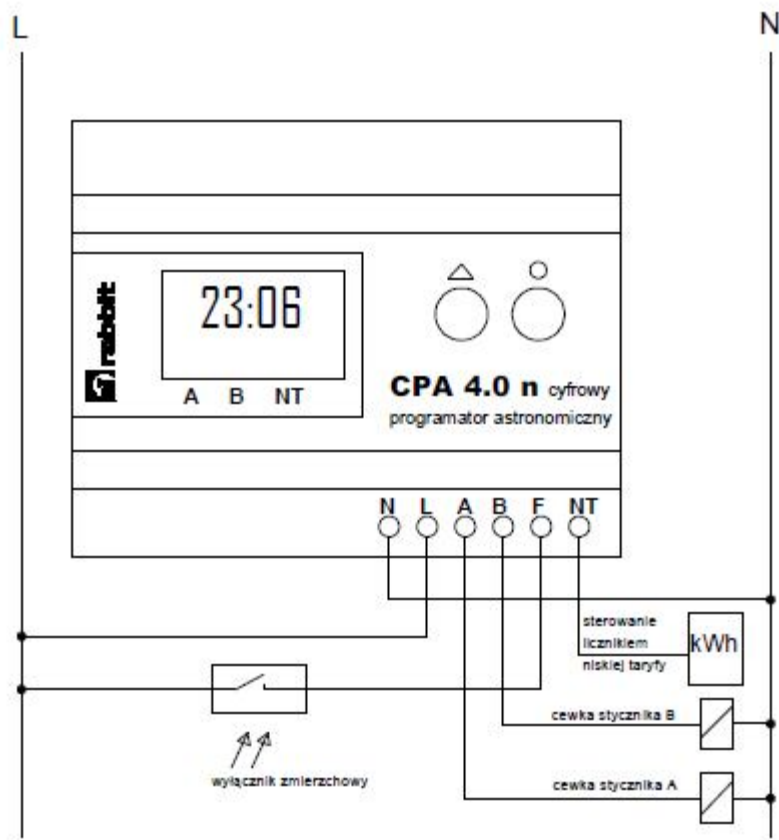 L N
rabbit
23:06
A B NT
CPA 4.0 n cyfrowy
programator astronomiczny
N L A B F NT
sterowanie
licznikiem
niskiej taryfy
kWh
cewka stycznika B
wyłącznik zmierzchowy
cewka stycznika A